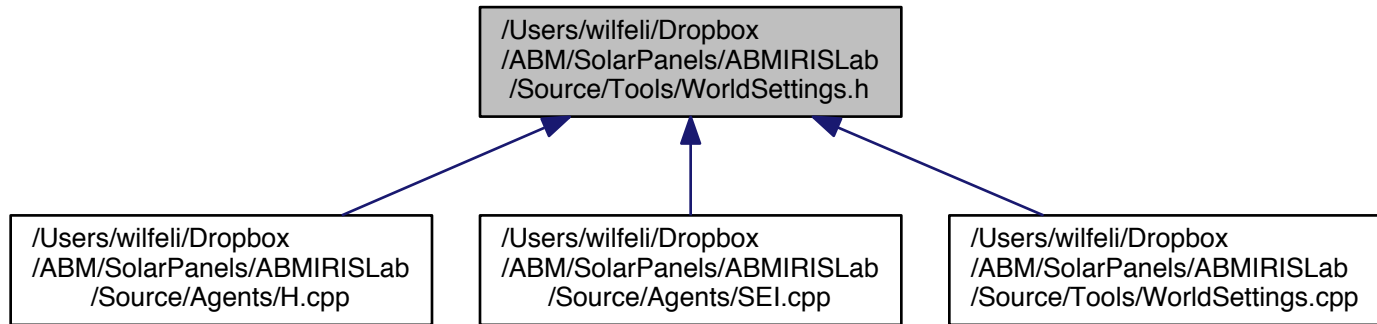 /Users/wilfeli/Dropbox
/ABM/SolarPanels/ABMIRISLab
/Source/Tools/WorldSettings.h
/Users/wilfeli/Dropbox
/ABM/SolarPanels/ABMIRISLab
/Source/Agents/H.cpp
/Users/wilfeli/Dropbox
/ABM/SolarPanels/ABMIRISLab
/Source/Agents/SEI.cpp
/Users/wilfeli/Dropbox
/ABM/SolarPanels/ABMIRISLab
/Source/Tools/WorldSettings.cpp